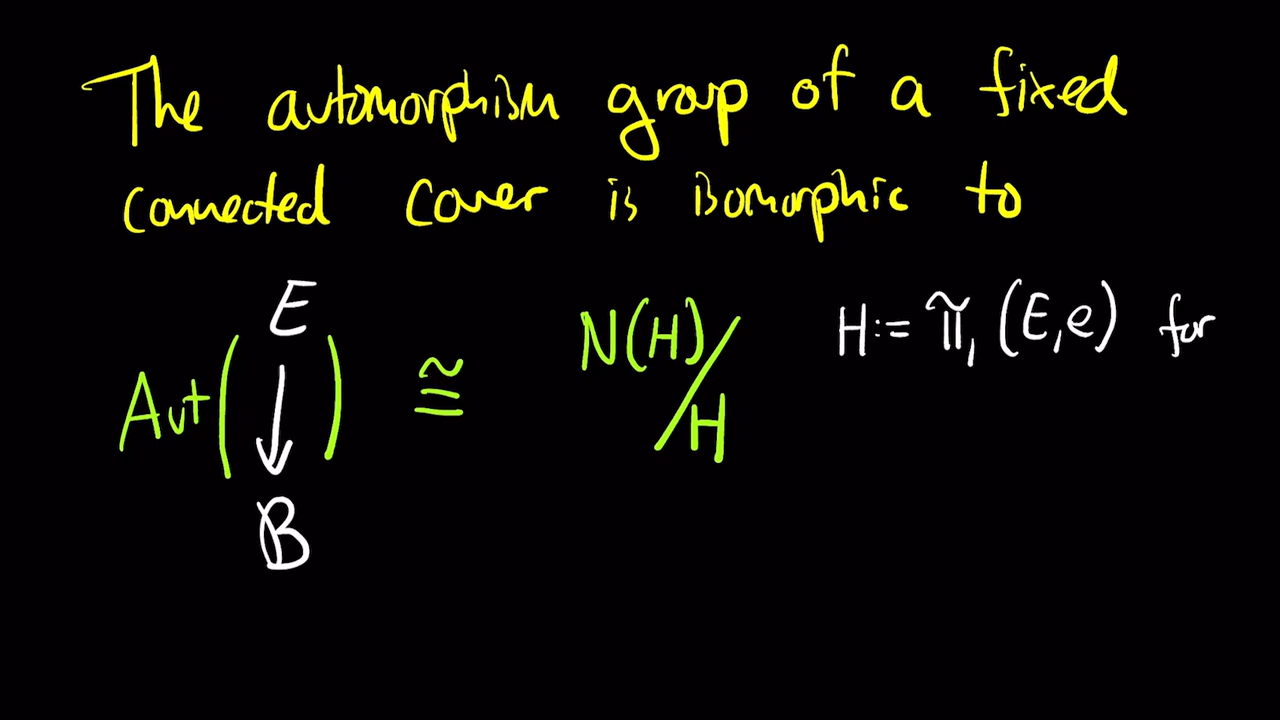 The automorphism group of a fixed
connected cover is isomorphic to
Aut(E ↓ B) ≅ N(H)/H H := π₁(E,e) for